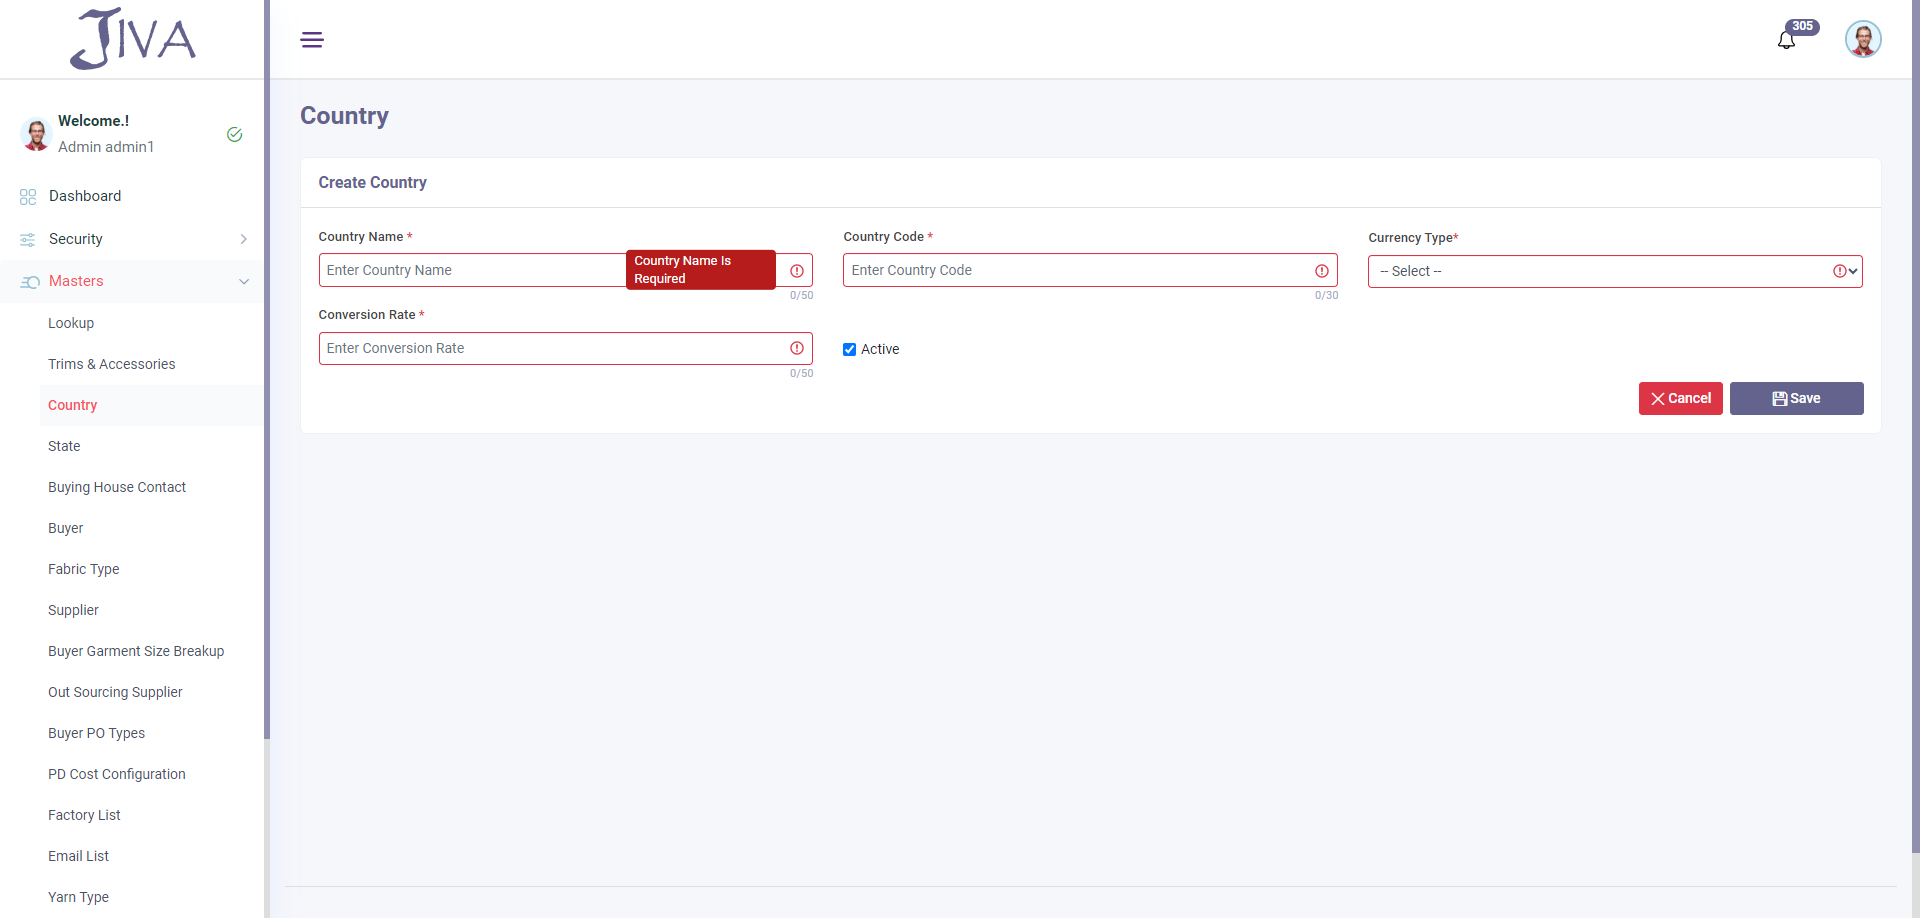 JIVA
305
Welcome.!
Admin admin1
Dashboard
Security
Masters
Lookup
Trims & Accessories
Country
State
Buying House Contact
Buyer
Fabric Type
Supplier
Buyer Garment Size Breakup
Out Sourcing Supplier
Buyer PO Types
PD Cost Configuration
Factory List
Email List
Yarn Type
Country
Create Country
Country Name *
Enter Country Name
Country Name Is
Required
0/50
Country Code *
Enter Country Code
0/30
Currency Type*
-- Select --
Conversion Rate *
Enter Conversion Rate
0/50
Active
Cancel
Save